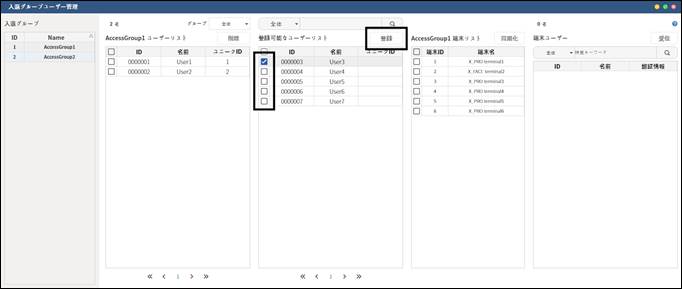 入退グループユーザー管理
入退グループ
ID Name
1 AccessGroup1
2 AccessGroup2
2 名 グループ 全体
AccessGroup1 ユーザーリスト 削除
ID 名前 ユニークID
0000001 User1 1
0000002 User2 2
1
全体
登録可能なユーザーリスト 登録
ID 名前 ユニークID
0000003 User3
0000004 User4
0000005 User5
0000006 User6
0000007 User7
1
AccessGroup1 端末リスト 同期化
端末ID 端末名
1 X_PRO terminal1
2 X_FACE terminal2
3 X_PRO terminal3
4 X_PRO terminal4
5 X_PRO terminal5
6 X_PRO terminal6
0 名
端末ユーザー 受信
全体 検索キーワード
ID 名前 認証情報